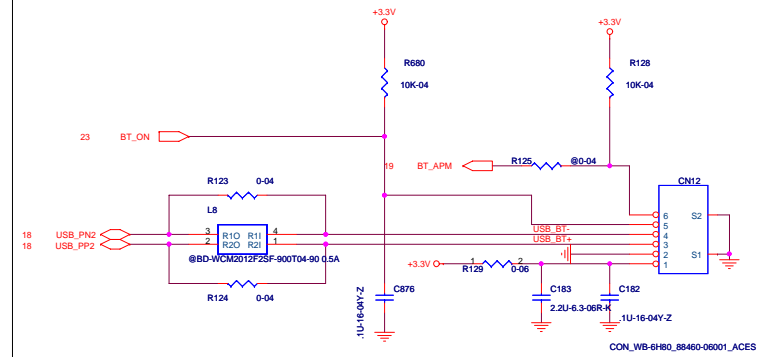 +3.3V
+3.3V
R680
10K-04
R128
10K-04
23 BT_ON
19 BT_APM
R125 @0-04
R123 0-04
CN12
L8
18 USB_PN2
18 USB_PP2
3 R1O R1I 4
2 R2O R2I 1
@BD-WCM2012F2SF-900T04-90 0.5A
USB_BT-
USB_BT+
6
5
4
3
2
1
S2
S1
+3.3V
1 2
R129 0-06
R124 0-04
C876
.1U-16-04Y-Z
C183
2.2U-6.3-06R-K
C182
.1U-16-04Y-Z
CON_WB-6H80_88460-06001_ACES